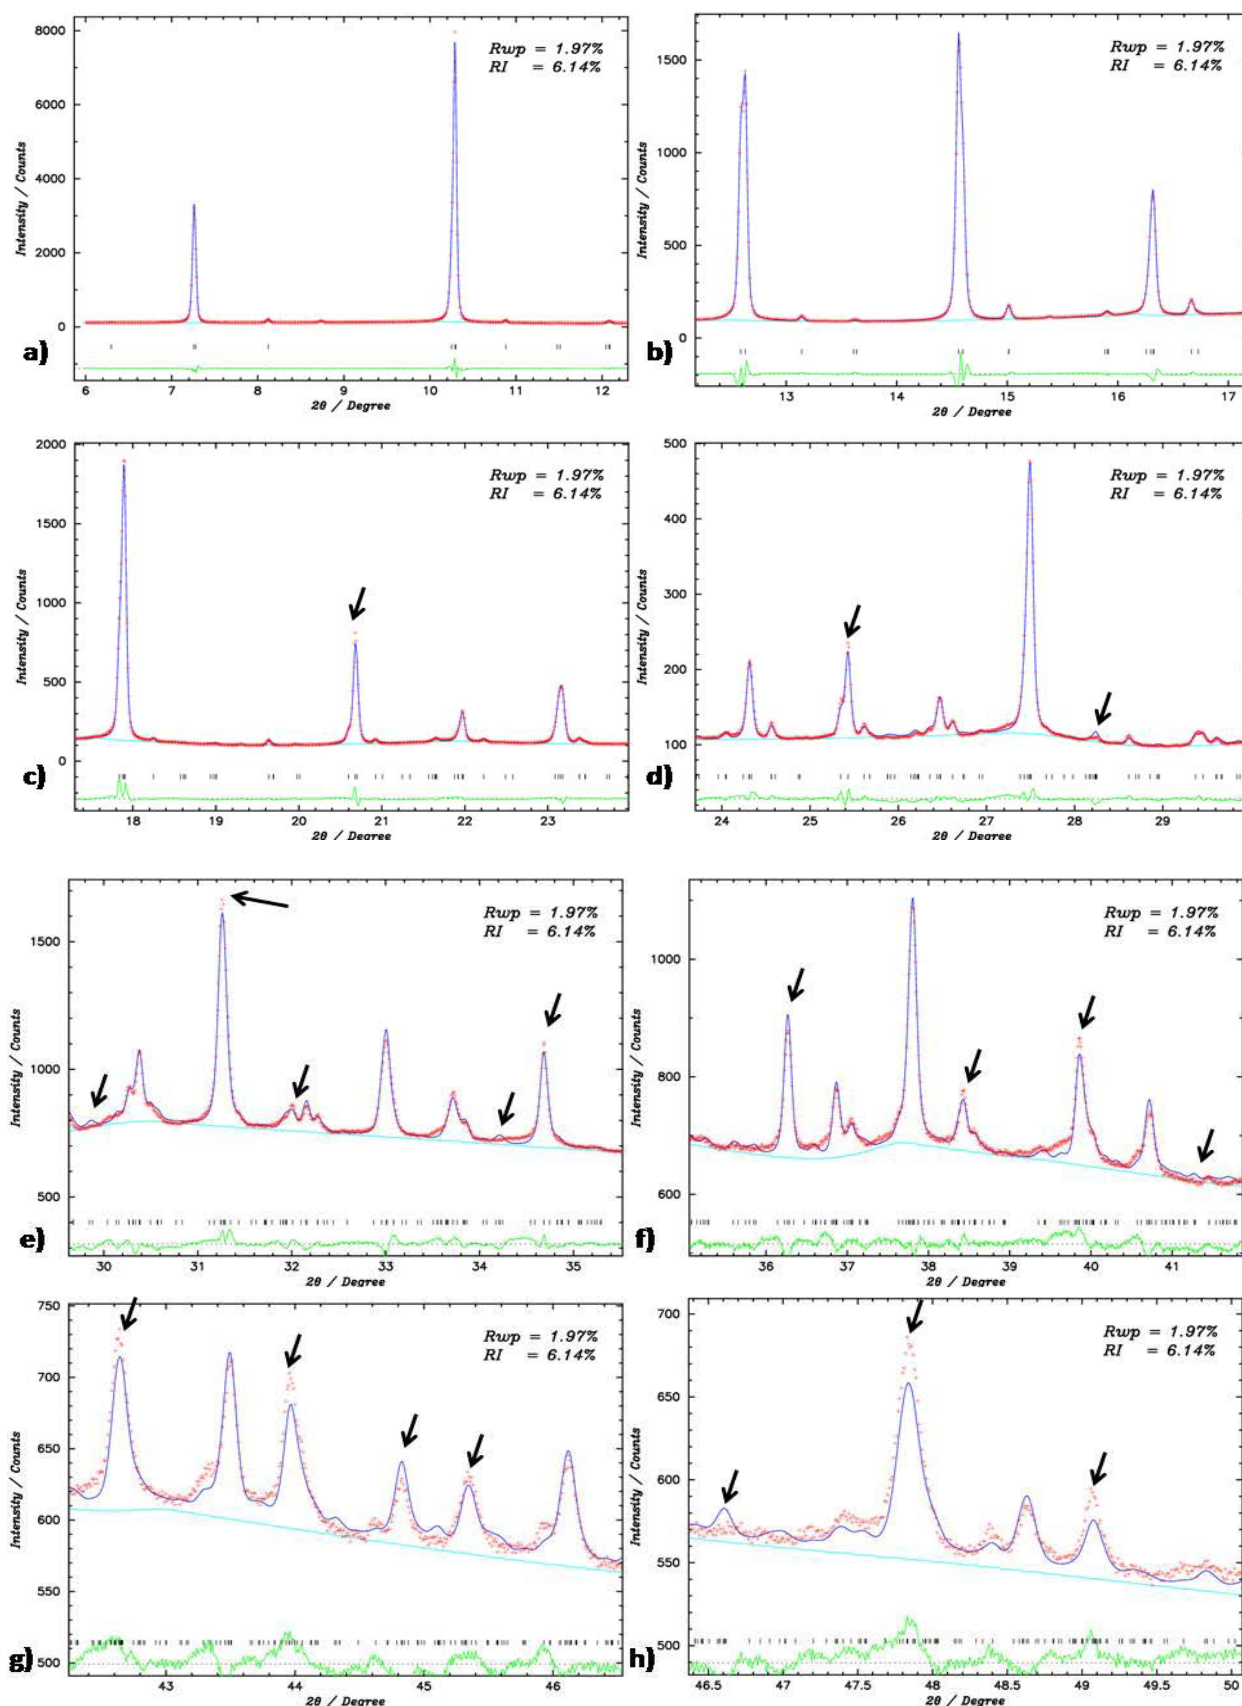 8000
6000
4000
2000
0
Intensity / Counts
Rwp = 1.97%
RI = 6.14%
a)
6 7 8 9 10 11 12
2θ / Degree
1500
1000
500
0
Intensity / Counts
Rwp = 1.97%
RI = 6.14%
b)
13 14 15 16 17
2θ / Degree
2000
1500
1000
500
0
Intensity / Counts
Rwp = 1.97%
RI = 6.14%
c)
18 19 20 21 22 23
2θ / Degree
500
400
300
200
100
Intensity / Counts
Rwp = 1.97%
RI = 6.14%
d)
24 25 26 27 28 29
2θ / Degree
1500
1000
500
Intensity / Counts
Rwp = 1.97%
RI = 6.14%
e)
30 31 32 33 34 35
2θ / Degree
1000
800
600
Intensity / Counts
Rwp = 1.97%
RI = 6.14%
f)
36 37 38 39 40 41
2θ / Degree
750
700
650
600
550
500
Intensity / Counts
Rwp = 1.97%
RI = 6.14%
g)
43 44 45 46
2θ / Degree
700
650
600
550
500
Intensity / Counts
Rwp = 1.97%
RI = 6.14%
h)
46.5 47 47.5 48 48.5 49 49.5 50
2θ / Degree